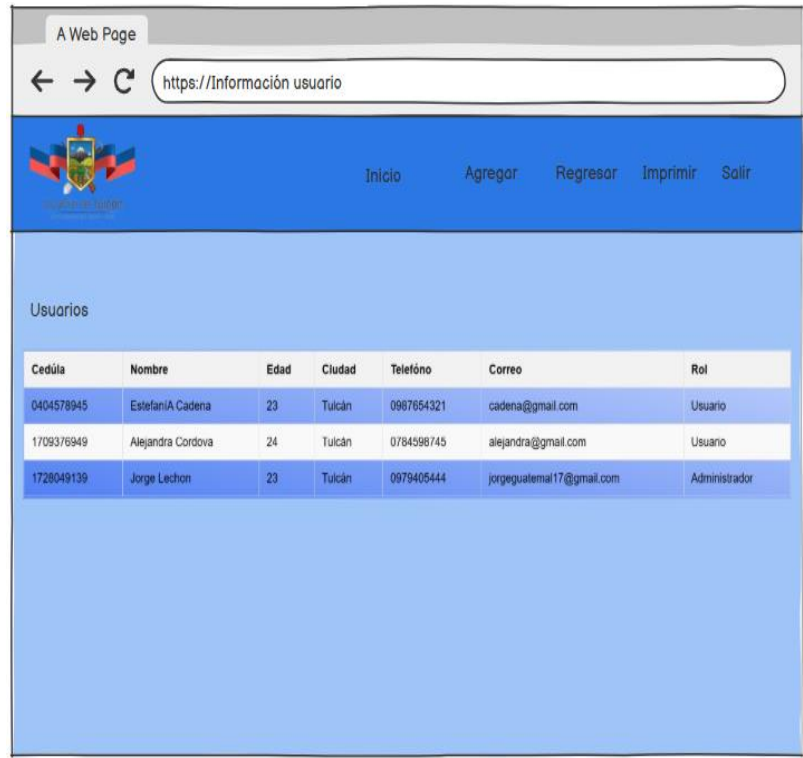 A Web Page
https://Información usuario
Inicio Agregar Regresar Imprimir Salir
Usuarios
Cedúla Nombre Edad Ciudad Telefóno Correo Rol
0404578945 EstefaníA Cadena 23 Tulcán 0987654321 cadena@gmail.com Usuario
1709376949 Alejandra Cordova 24 Tulcán 0784598745 alejandra@gmail.com Usuario
1728049139 Jorge Lechon 23 Tulcán 0979405444 jorgeguatemal17@gmail.com Administrador